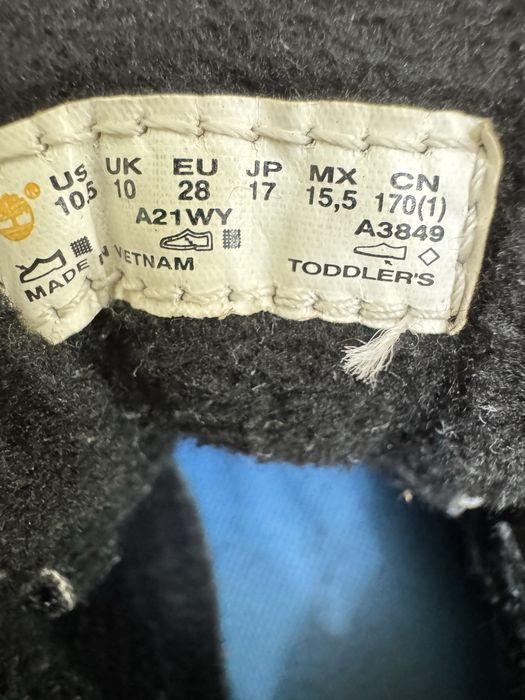 US UK EU JP MX CN
10.5 10 28 17 15,5 170(1)
A21WY A3849
MADE IN VIETNAM TODDLER'S